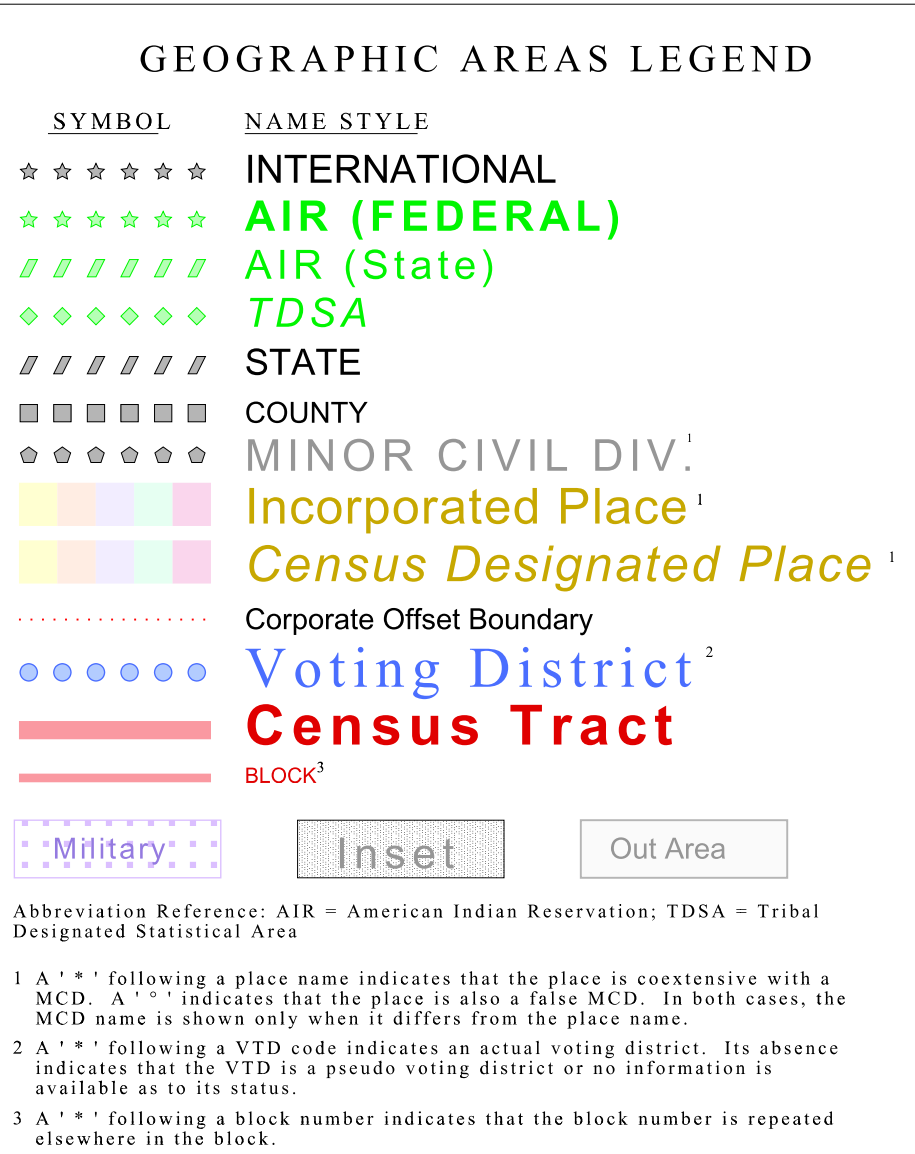 GEOGRAPHIC AREAS LEGEND
SYMBOL NAME STYLE
INTERNATIONAL
AIR (FEDERAL)
AIR (State)
TDSA
STATE
COUNTY
MINOR CIVIL DIV. 1
Incorporated Place 1
Census Designated Place 1
Corporate Offset Boundary
Voting District 2
Census Tract
BLOCK3
Military Inset Out Area
Abbreviation Reference: AIR = American Indian Reservation; TDSA = Tribal
Designated Statistical Area
1 A ' * ' following a place name indicates that the place is coextensive with a
MCD. A ' ° ' indicates that the place is also a false MCD. In both cases, the
MCD name is shown only when it differs from the place name.
2 A ' * ' following a VTD code indicates an actual voting district. Its absence
indicates that the VTD is a pseudo voting district or no information is
available as to its status.
3 A ' * ' following a block number indicates that the block number is repeated
elsewhere in the block.